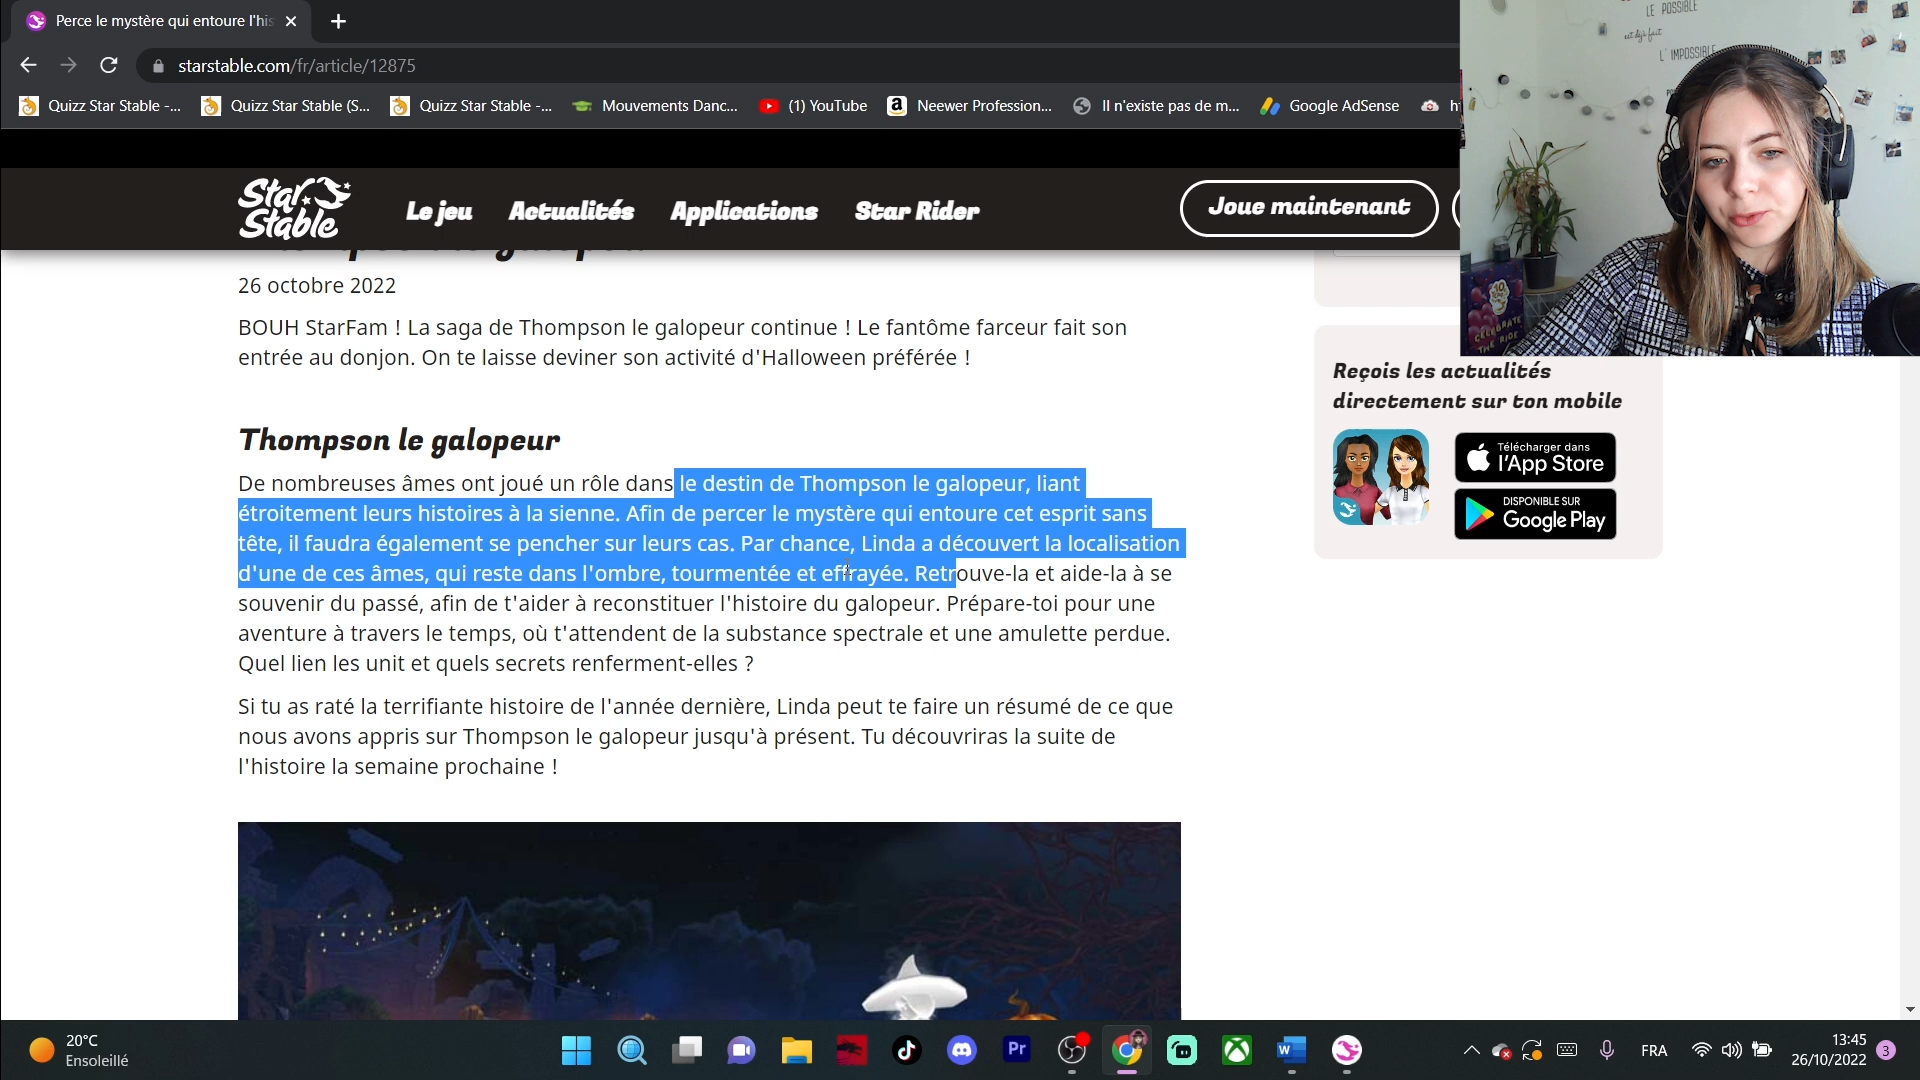 Perce le mystère qui entoure l'his
starstable.com/fr/article/12875
Quizz Star Stable -...
Quizz Star Stable (S...
Quizz Star Stable -...
Mouvements Danc...
(1) YouTube
Neewer Profession...
Il n'existe pas de m...
Google AdSense
Star Stable
Le jeu
Actualités
Applications
Star Rider
Joue maintenant
LE POSSIBLE
est déjà fait
L'IMPOSSIBLE
CELEBRATE
THE RIDE
26 octobre 2022
BOUH StarFam ! La saga de Thompson le galopeur continue ! Le fantôme farceur fait son
entrée au donjon. On te laisse deviner son activité d'Halloween préférée !
Thompson le galopeur
De nombreuses âmes ont joué un rôle dans le destin de Thompson le galopeur, liant
étroitement leurs histoires à la sienne. Afin de percer le mystère qui entoure cet esprit sans
tête, il faudra également se pencher sur leurs cas. Par chance, Linda a découvert la localisation
d'une de ces âmes, qui reste dans l'ombre, tourmentée et effrayée. Retrouve-la et aide-la à se
souvenir du passé, afin de t'aider à reconstituer l'histoire du galopeur. Prépare-toi pour une
aventure à travers le temps, où t'attendent de la substance spectrale et une amulette perdue.
Quel lien les unit et quels secrets renferment-elles ?
Si tu as raté la terrifiante histoire de l'année dernière, Linda peut te faire un résumé de ce que
nous avons appris sur Thompson le galopeur jusqu'à présent. Tu découvriras la suite de
l'histoire la semaine prochaine !
Reçois les actualités
directement sur ton mobile
Télécharger dans
l'App Store
DISPONIBLE SUR
Google Play
20°C
Ensoleillé
Pr
W
FRA
13:45
26/10/2022
3